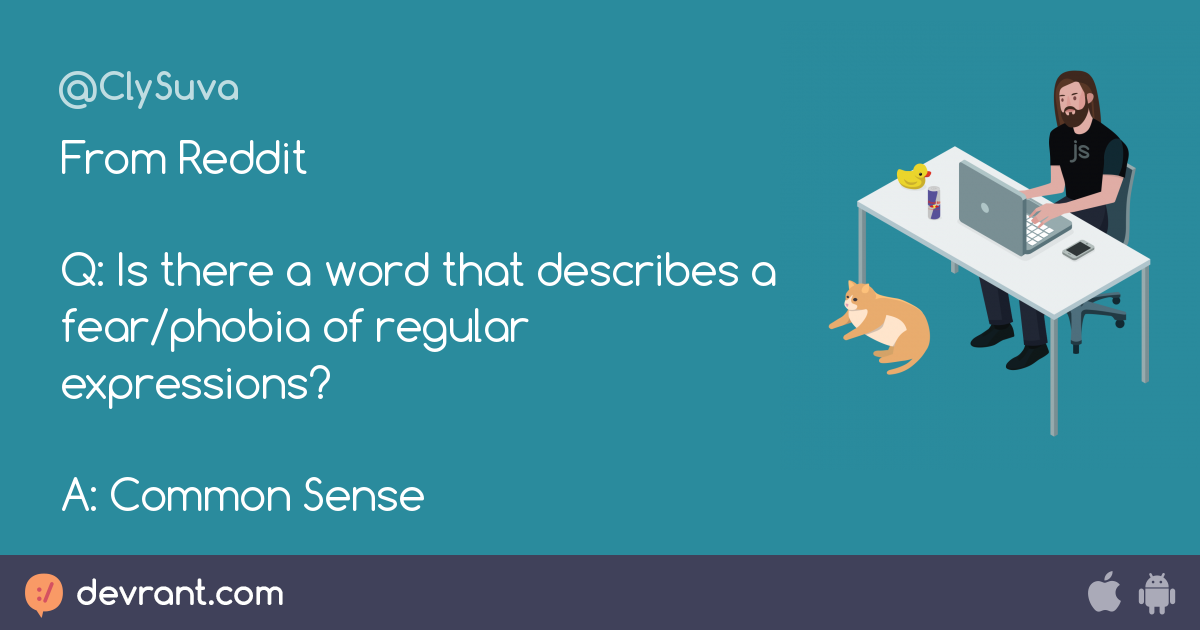 @ClySuva
From Reddit
Q: Is there a word that describes a
fear/phobia of regular
expressions?
A: Common Sense
js
:/ devrant.com